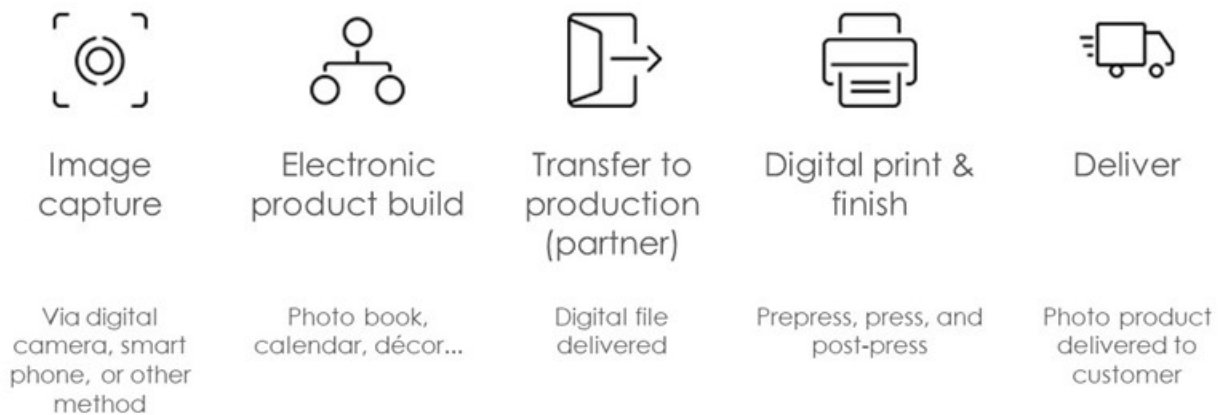 Image
capture
Electronic
product build
Transfer to
production
(partner)
Digital print &
finish
Deliver
Via digital
camera, smart
phone, or other
method
Photo book,
calendar, décor...
Digital file
delivered
Prepress, press, and
post-press
Photo product
delivered to
customer